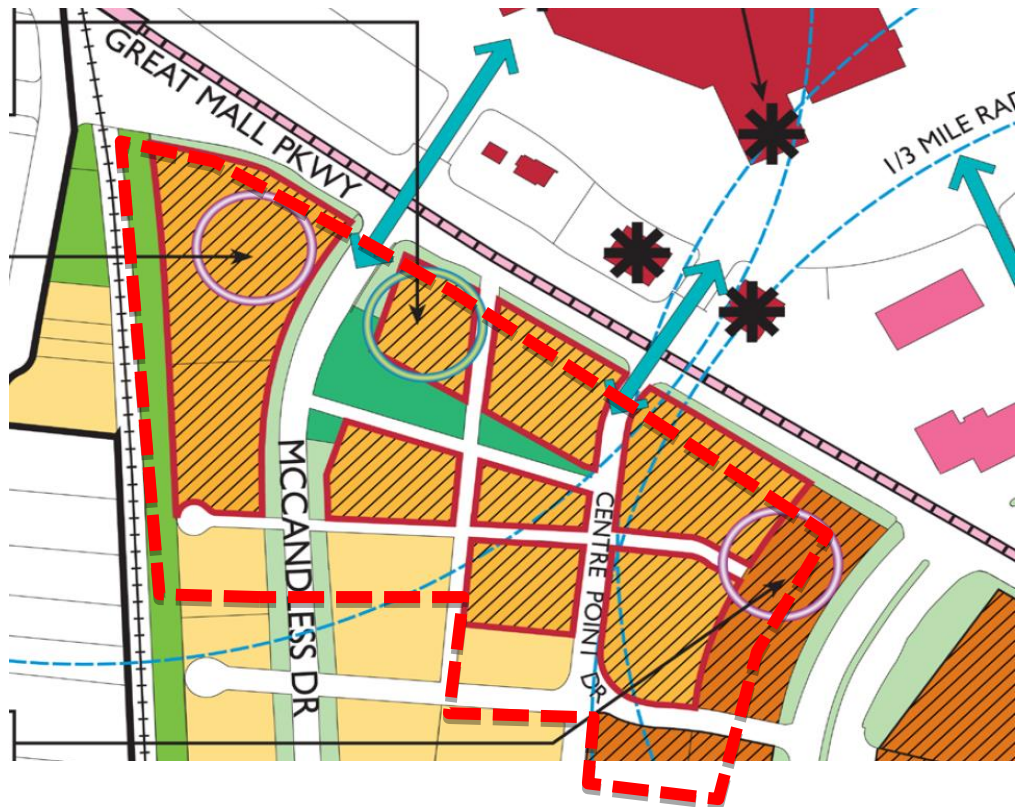 GREAT MALL PKWY
1/3 MILE RAD
MCCANDLESS DR
CENTRE POINT DR